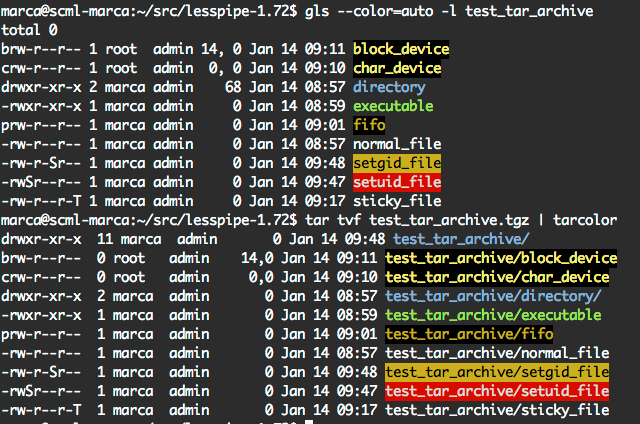 marca@scml-marca:~/src/lesspipe-1.72$ gls --color=auto -l test_tar_archive
total 0
brw-r--r-- 1 root  admin 14, 0 Jan 14 09:11 block_device
crw-r--r-- 1 root  admin  0, 0 Jan 14 09:10 char_device
drwxr-xr-x 2 marca admin    68 Jan 14 08:57 directory
-rwxr-xr-x 1 marca admin     0 Jan 14 08:59 executable
prw-r--r-- 1 marca admin     0 Jan 14 09:01 fifo
-rw-r--r-- 1 marca admin     0 Jan 14 08:57 normal_file
-rw-r-Sr-- 1 marca admin     0 Jan 14 09:48 setgid_file
-rwSr--r-- 1 marca admin     0 Jan 14 09:47 setuid_file
-rw-r--r-T 1 marca admin     0 Jan 14 09:17 sticky_file
marca@scml-marca:~/src/lesspipe-1.72$ tar tvf test_tar_archive.tgz | tarcolor
drwxr-xr-x  11 marca  admin       0 Jan 14 09:48 test_tar_archive/
brw-r--r--  0 root   admin    14,0 Jan 14 09:11 test_tar_archive/block_device
crw-r--r--  0 root   admin     0,0 Jan 14 09:10 test_tar_archive/char_device
drwxr-xr-x  2 marca  admin       0 Jan 14 08:57 test_tar_archive/directory/
-rwxr-xr-x  1 marca  admin       0 Jan 14 08:59 test_tar_archive/executable
prw-r--r--  1 marca  admin       0 Jan 14 09:01 test_tar_archive/fifo
-rw-r--r--  1 marca  admin       0 Jan 14 08:57 test_tar_archive/normal_file
-rw-r-Sr--  1 marca  admin       0 Jan 14 09:48 test_tar_archive/setgid_file
-rwSr--r--  1 marca  admin       0 Jan 14 09:47 test_tar_archive/setuid_file
-rw-r--r-T  1 marca  admin       0 Jan 14 09:17 test_tar_archive/sticky_file